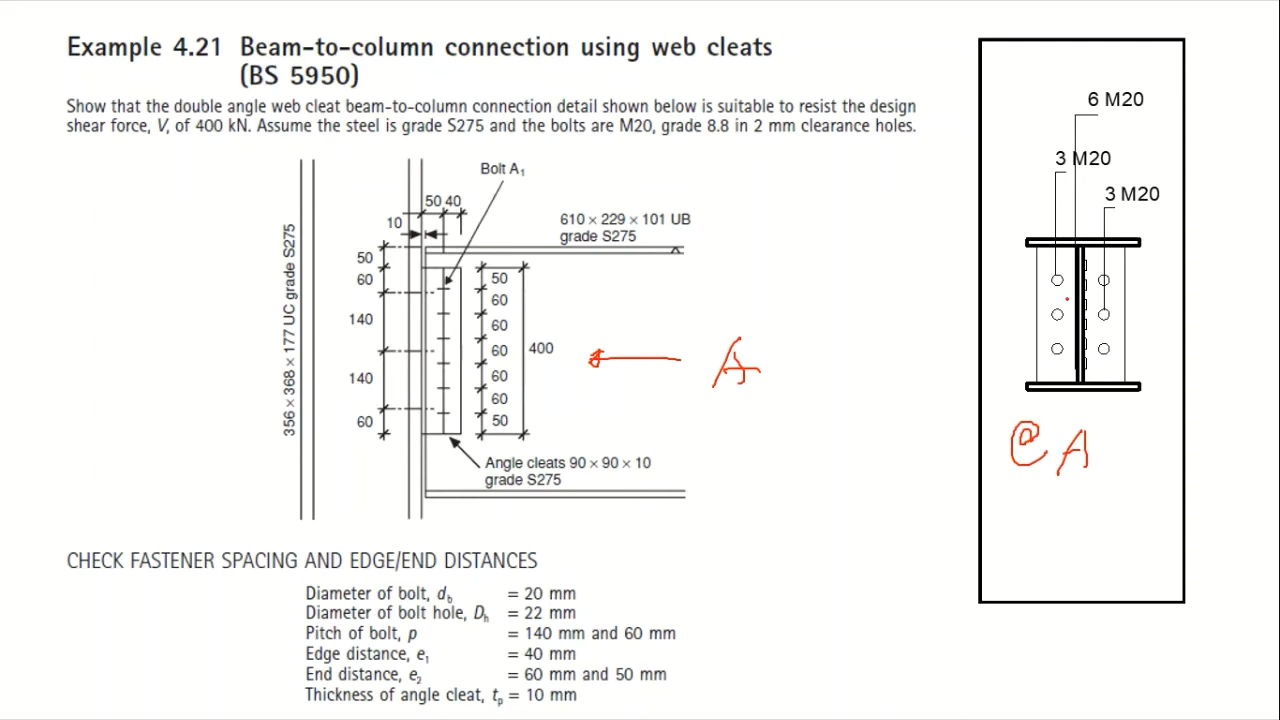 Example 4.21 Beam-to-column connection using web cleats
(BS 5950)
Show that the double angle web cleat beam-to-column connection detail shown below is suitable to resist the design
shear force, V, of 400 kN. Assume the steel is grade S275 and the bolts are M20, grade 8.8 in 2 mm clearance holes.
Bolt A₁
50 40
10
610 × 229 × 101 UB
grade S275
356 × 368 × 177 UC grade S275
50
60
140
140
60
50
60
60
60
60
60
50
400
A
Angle cleats 90 × 90 × 10
grade S275
6 M20
3 M20
3 M20
@ A
CHECK FASTENER SPACING AND EDGE/END DISTANCES
Diameter of bolt, d_b = 20 mm
Diameter of bolt hole, D_h = 22 mm
Pitch of bolt, p = 140 mm and 60 mm
Edge distance, e₁ = 40 mm
End distance, e₂ = 60 mm and 50 mm
Thickness of angle cleat, t_p = 10 mm